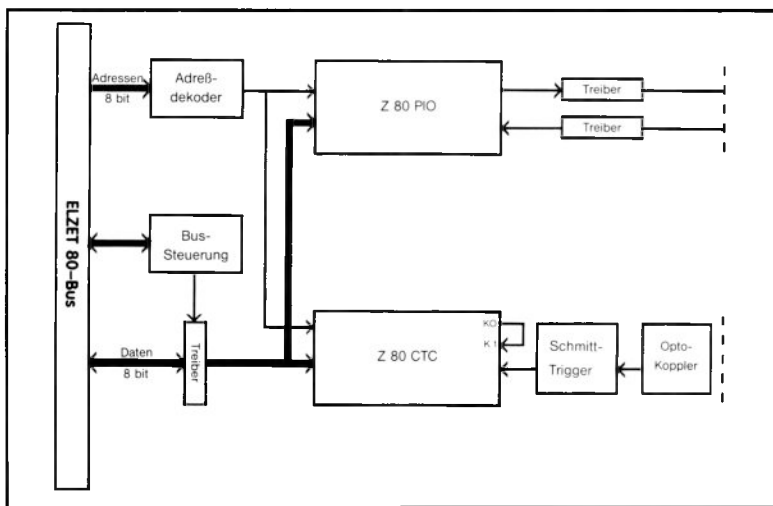 ELZET 80-Bus
Adressen
8 bit
Adreß-
dekoder
Z 80 PIO
Treiber
Treiber
Bus-
Steuerung
Daten
8 bit
Treiber
Z 80 CTC
K0
K1
Schmitt-
Trigger
Opto-
Koppler